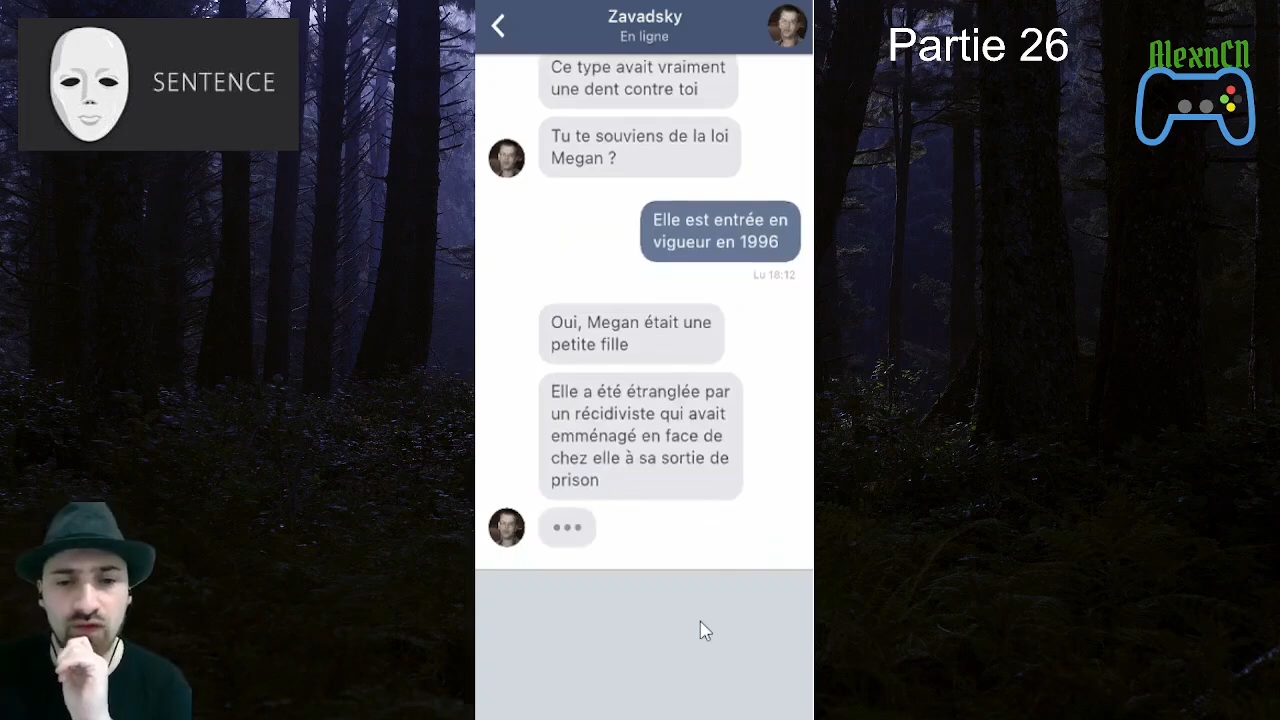 SENTENCE
Zavadsky
En ligne
Partie 26
AlexnCN
Ce type avait vraiment
une dent contre toi
Tu te souviens de la loi
Megan ?
Elle est entrée en
vigueur en 1996
Lu 18:12
Oui, Megan était une
petite fille
Elle a été étranglée par
un récidiviste qui avait
emménagé en face de
chez elle à sa sortie de
prison